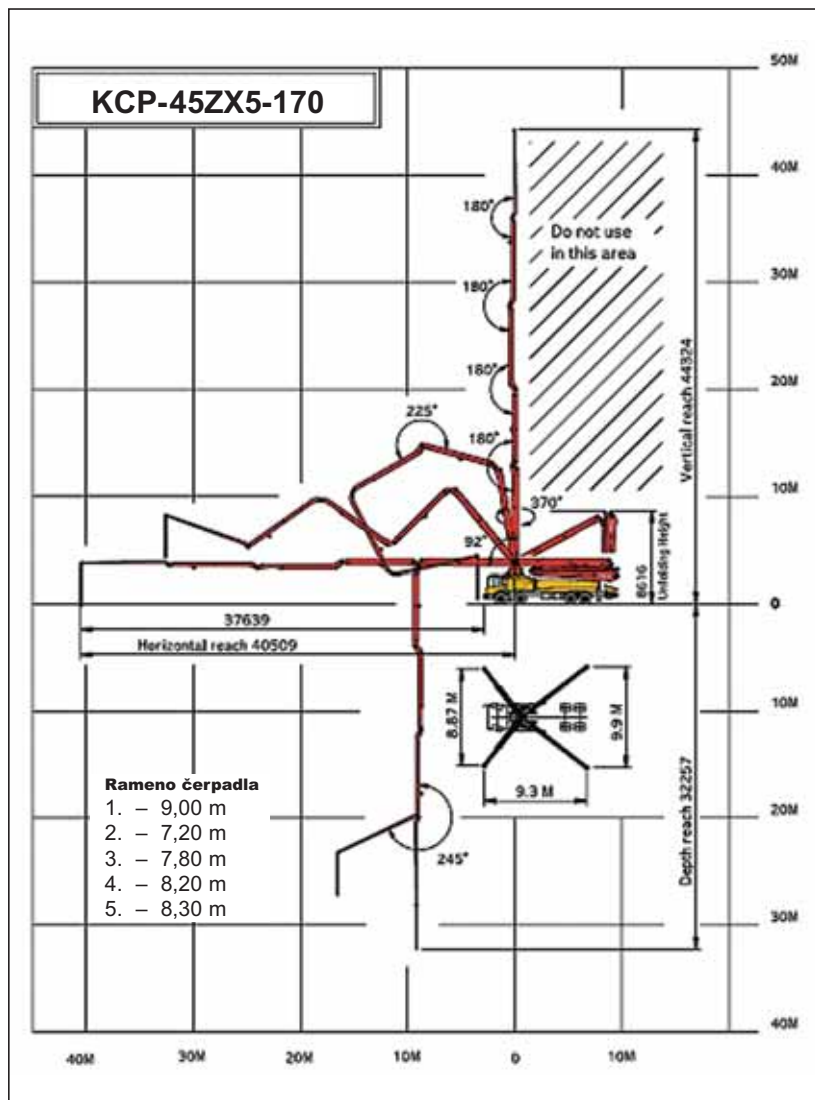 KCP-45ZX5-170
50M
40M
30M
20M
10M
0
10M
20M
30M
40M
180°
180°
180°
180°
225°
370°
92°
245°
Do not use
in this area
Vertical reach 44324
8616
Unfolding Height
37639
Horizontal reach 40509
8.87 M
9.9 M
9.3 M
Depth reach 32257
Rameno čerpadla
1. – 9,00 m
2. – 7,20 m
3. – 7,80 m
4. – 8,20 m
5. – 8,30 m
40M 30M 20M 10M 0 10M